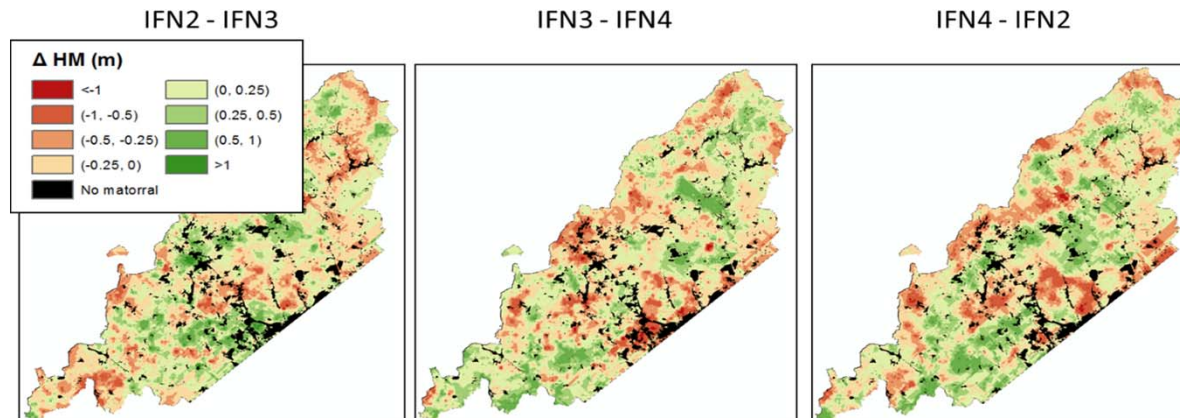 IFN2 - IFN3
IFN3 - IFN4
IFN4 - IFN2
Δ HM (m)
<-1
(0, 0.25)
(-1, -0.5)
(0.25, 0.5)
(-0.5, -0.25)
(0.5, 1)
(-0.25, 0)
>1
No matorral